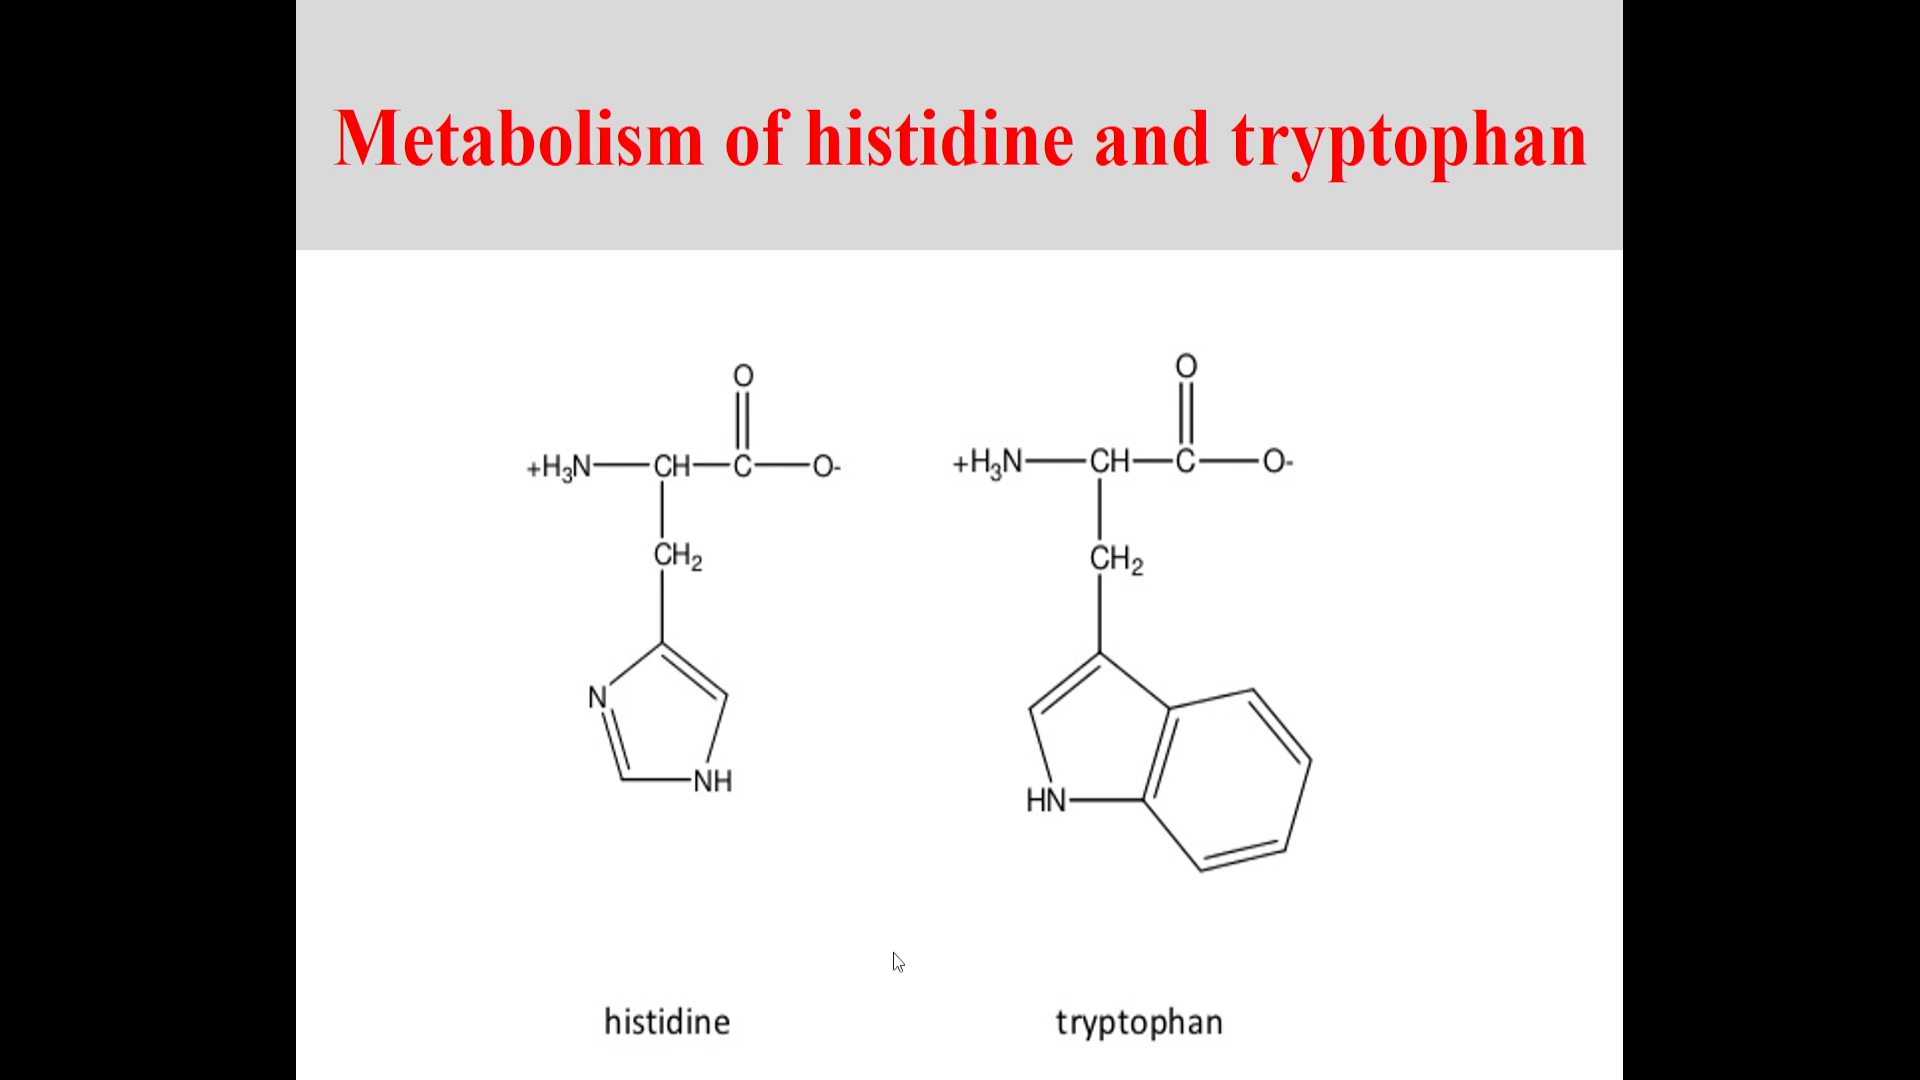 Metabolism of histidine and tryptophan
O
+H3N CH C O-
CH2
N
NH
O
+H3N CH C O-
CH2
HN
histidine
tryptophan